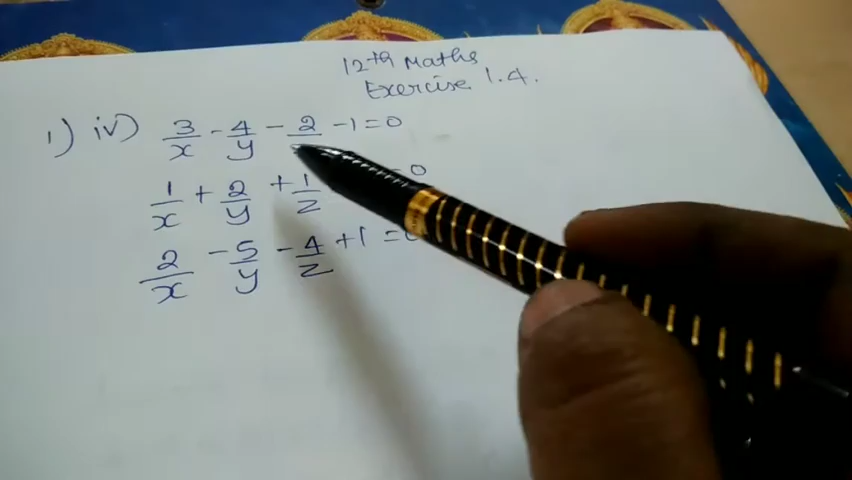 12th Maths
Exercise 1.4.
1) iv) 3/x - 4/y - 2/ - 1 = 0
1/x + 2/y + 1/z = 0
2/x - 5/y - 4/z + 1 = 0